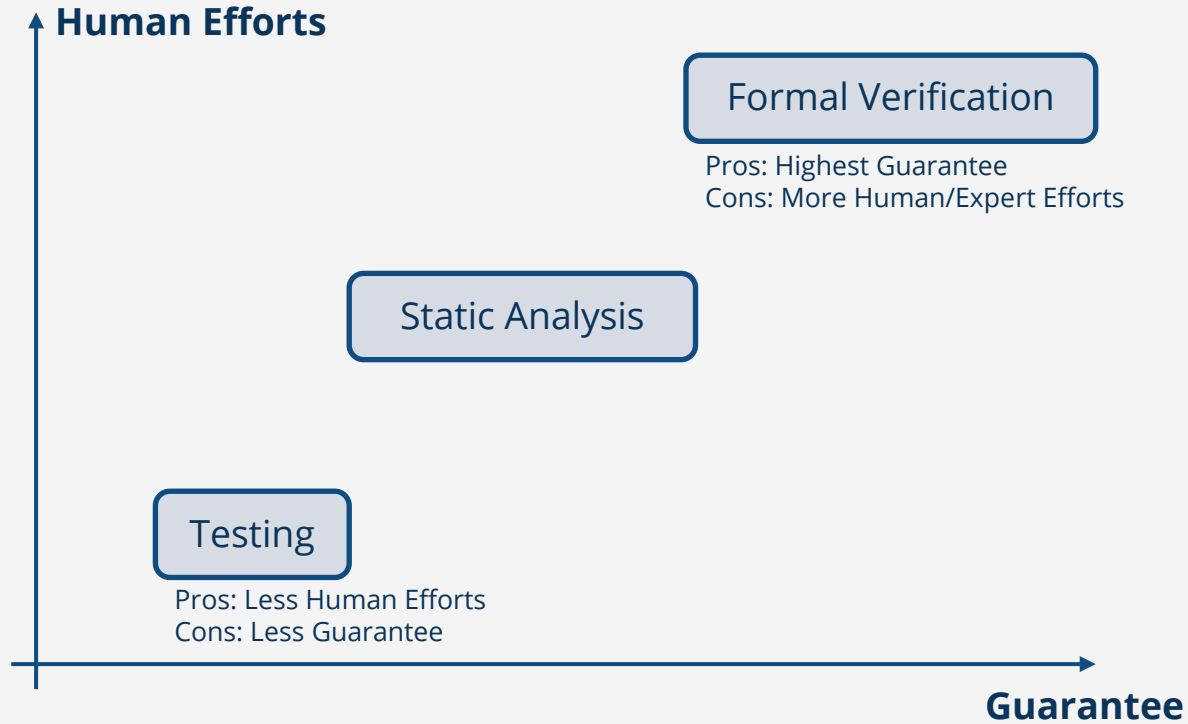 Human Efforts
Formal Verification
Pros: Highest Guarantee
Cons: More Human/Expert Efforts
Static Analysis
Testing
Pros: Less Human Efforts
Cons: Less Guarantee
Guarantee